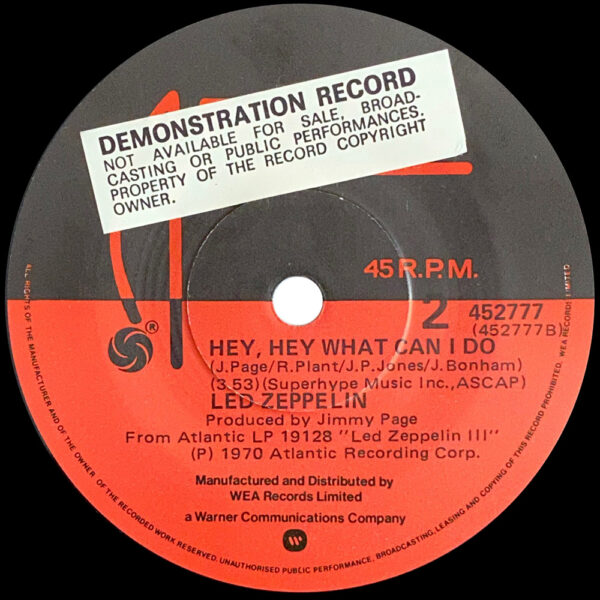 DEMONSTRATION RECORD
NOT AVAILABLE FOR SALE, BROAD-
CASTING OR PUBLIC PERFORMANCES.
PROPERTY OF THE RECORD COPYRIGHT
OWNER.
45 R.P.M.
2
452777
(452777B)
®
HEY, HEY WHAT CAN I DO
(J.Page/R.Plant/J.P.Jones/J.Bonham)
(3.53)(Superhype Music Inc.,ASCAP)
LED ZEPPELIN
Produced by Jimmy Page
From Atlantic LP 19128 "Led Zeppelin III"
(P) 1970 Atlantic Recording Corp.
Manufactured and Distributed by
WEA Records Limited
a Warner Communications Company
ALL RIGHTS OF THE MANUFACTURER AND OF THE OWNER OF THE RECORDED WORK RESERVED. UNAUTHORISED PUBLIC PERFORMANCE, BROADCASTING, LEASING AND COPYING OF THIS RECORD PROHIBITED, WEA RECORDS LIMITED